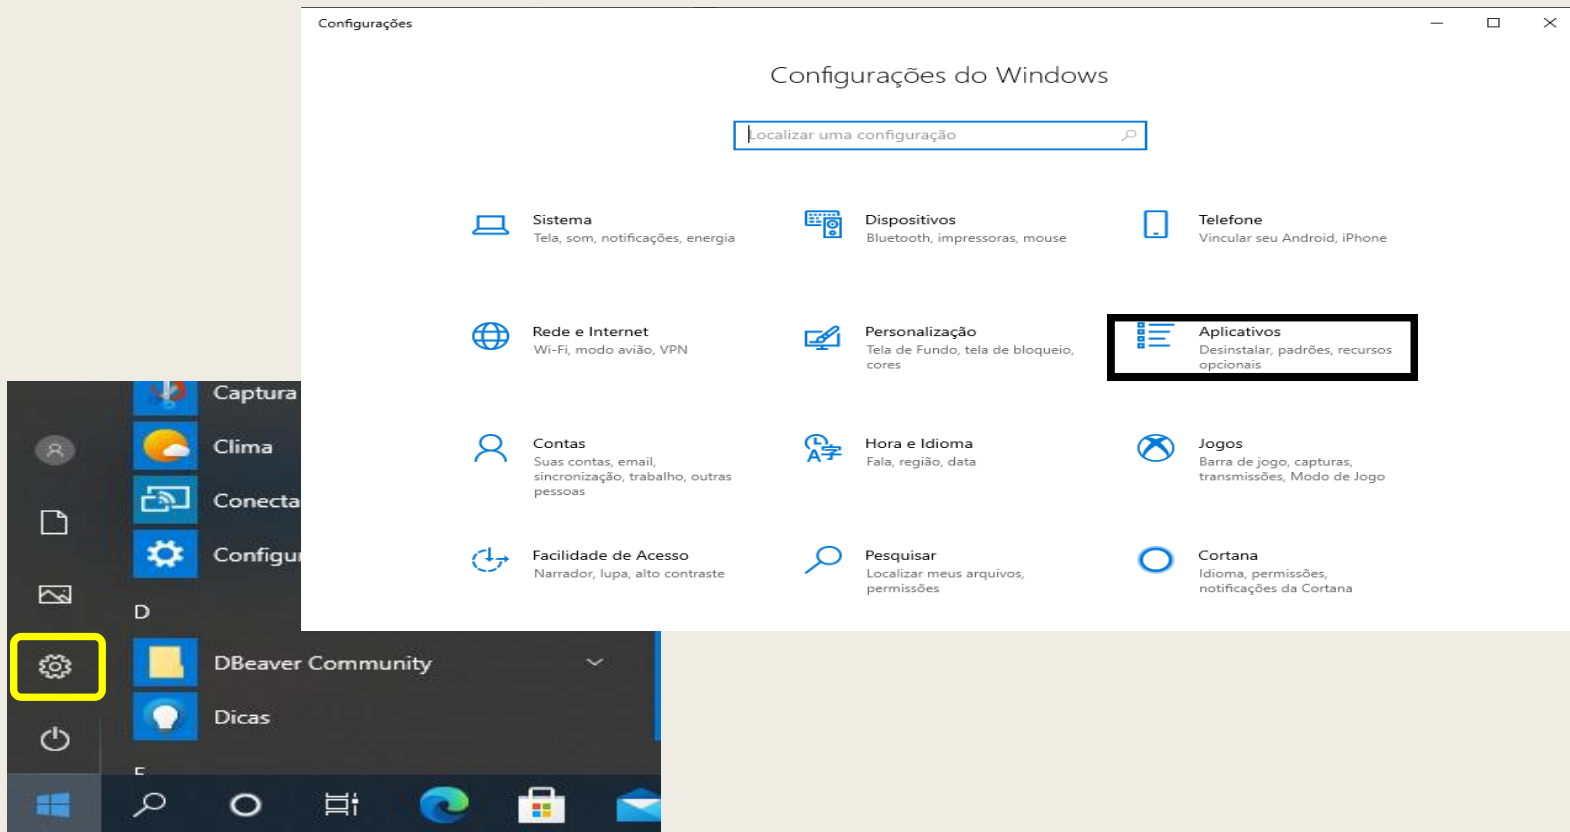 Configurações
Configurações do Windows
Localizar uma configuração
Sistema
Tela, som, notificações, energia
Dispositivos
Bluetooth, impressoras, mouse
Telefone
Vincular seu Android, iPhone
Rede e Internet
Wi-Fi, modo avião, VPN
Personalização
Tela de Fundo, tela de bloqueio,
cores
Aplicativos
Desinstalar, padrões, recursos
opcionais
Contas
Suas contas, email,
sincronização, trabalho, outras
pessoas
Hora e Idioma
Fala, região, data
Jogos
Barra de jogo, capturas,
transmissões, Modo de Jogo
Facilidade de Acesso
Narrador, lupa, alto contraste
Pesquisar
Localizar meus arquivos,
permissões
Cortana
Idioma, permissões,
notificações da Cortana
Captura
Clima
Conecta
Configur
D
DBeaver Community
Dicas